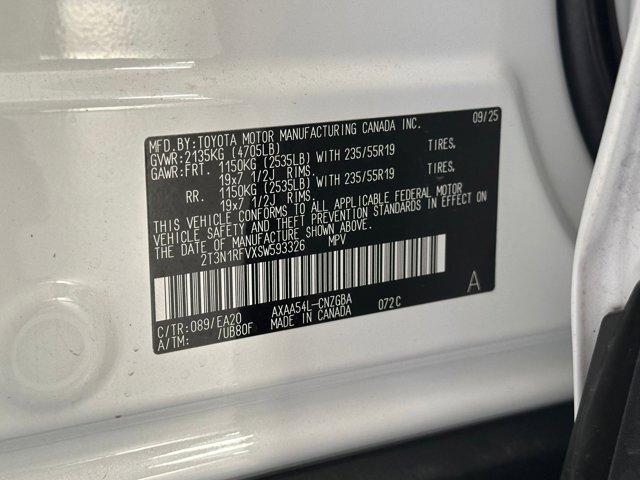 MFD.BY:TOYOTA MOTOR MANUFACTURING CANADA INC. 09/25
GVWR:2135KG (4705LB)
GAWR:FRT. 1150KG (2535LB) WITH 235/55R19 TIRES,
19x7 1/2J RIMS.
RR. 1150KG (2535LB) WITH 235/55R19 TIRES,
19x7 1/2J RIMS.
THIS VEHICLE CONFORMS TO ALL APPLICABLE FEDERAL MOTOR
VEHICLE SAFETY AND THEFT PREVENTION STANDARDS IN EFFECT ON
THE DATE OF MANUFACTURE SHOWN ABOVE.
2T3N1RFVXSW593326 MPV
C/TR:089/EA20 AXAA54L-CNZGBA 072C A
A/TM: /UB80F MADE IN CANADA